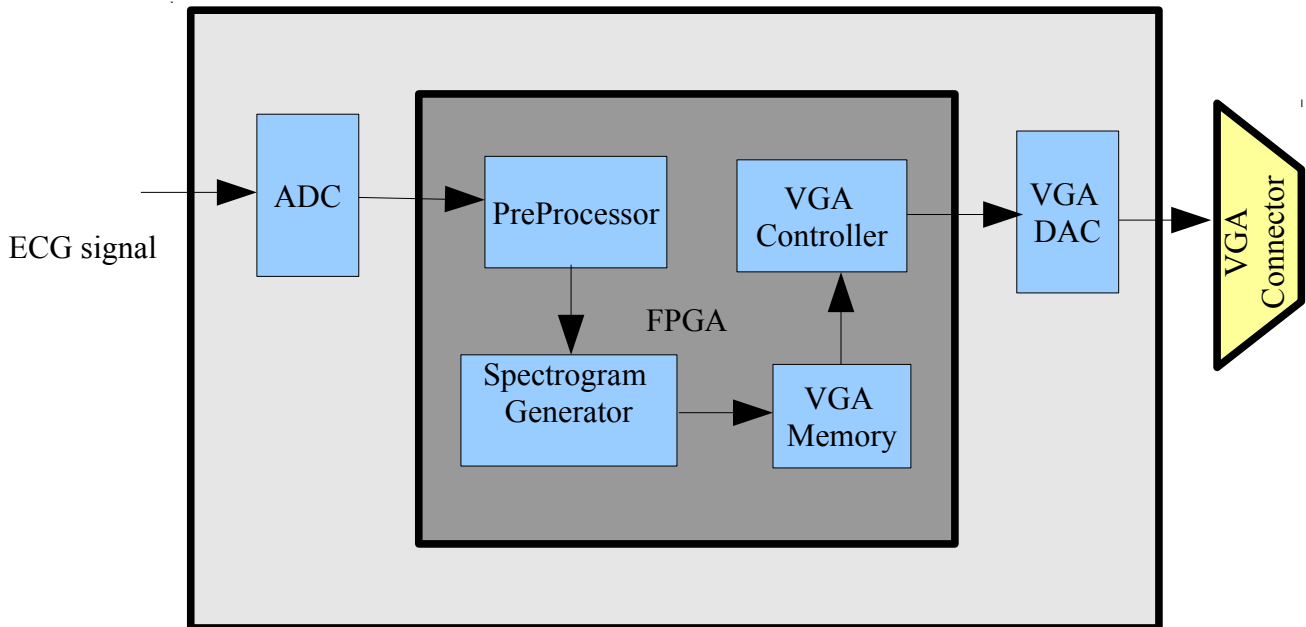 ECG signal
ADC
PreProcessor
Spectrogram
Generator
FPGA
VGA
Memory
VGA
Controller
VGA
DAC
VGA
Connector